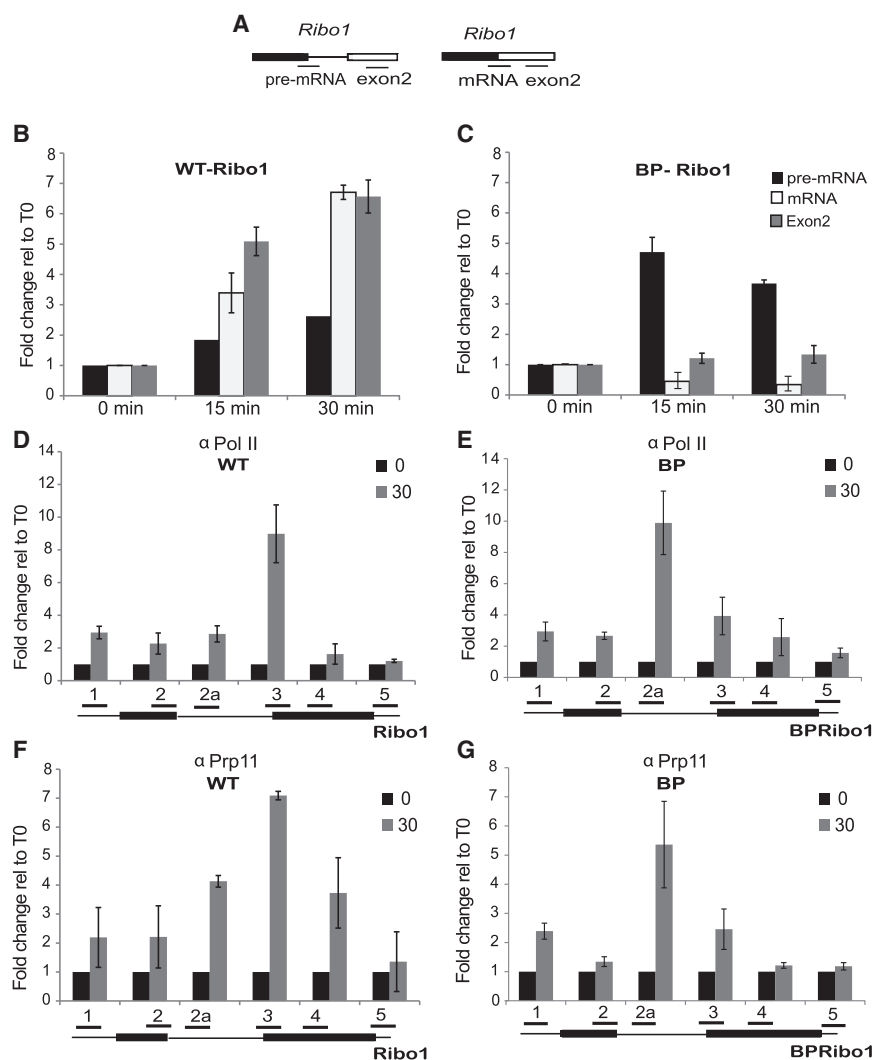 A
Ribo1
Ribo1
pre-mRNA exon2
mRNA exon2
B
WT-Ribo1
Fold change rel to T0
8
7
6
5
4
3
2
1
0
0 min 15 min 30 min
C
BP- Ribo1
pre-mRNA
mRNA
Exon2
Fold change rel to T0
8
7
6
5
4
3
2
1
0
0 min 15 min 30 min
D
α Pol II
WT
0
30
Fold change rel to T0
14
12
10
8
6
4
2
0
1 2 2a 3 4 5
Ribo1
E
α Pol II
BP
0
30
Fold change rel to T0
14
12
10
8
6
4
2
0
1 2 2a 3 4 5
BPRibo1
F
α Prp11
WT
0
30
Fold change rel to T0
8
7
6
5
4
3
2
1
0
1 2 2a 3 4 5
Ribo1
G
α Prp11
BP
0
30
Fold change rel to T0
8
7
6
5
4
3
2
1
0
1 2 2a 3 4 5
BPRibo1